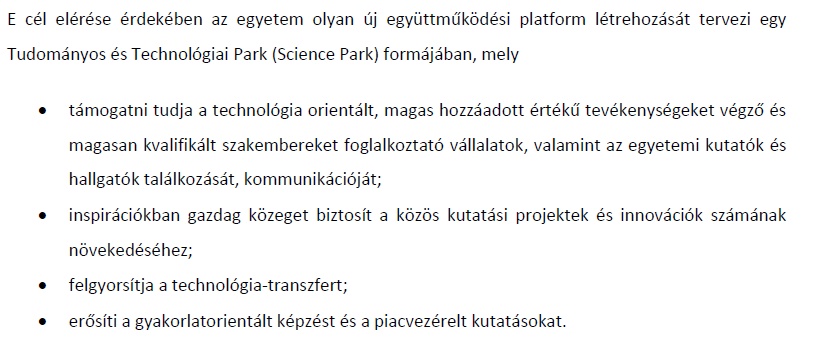 E cél elérése érdekében az egyetem olyan új együttműködési platform létrehozását tervezi egy
Tudományos és Technológiai Park (Science Park) formájában, mely
• támogatni tudja a technológia orientált, magas hozzáadott értékű tevékenységeket végző és
magasan kvalifikált szakembereket foglalkoztató vállalatok, valamint az egyetemi kutatók és
hallgatók találkozását, kommunikációját;
• inspirációkban gazdag közeget biztosít a közös kutatási projektek és innovációk számának
növekedéséhez;
• felgyorsítja a technológia-transzfert;
• erősíti a gyakorlatorientált képzést és a piacvezérelt kutatásokat.